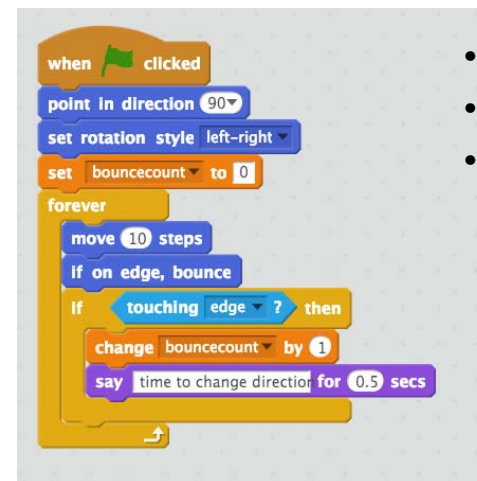 when clicked
point in direction 90
set rotation style left-right
set bouncecount to 0
forever
move 10 steps
if on edge, bounce
if touching edge ? then
change bouncecount by 1
say time to change direction for 0.5 secs